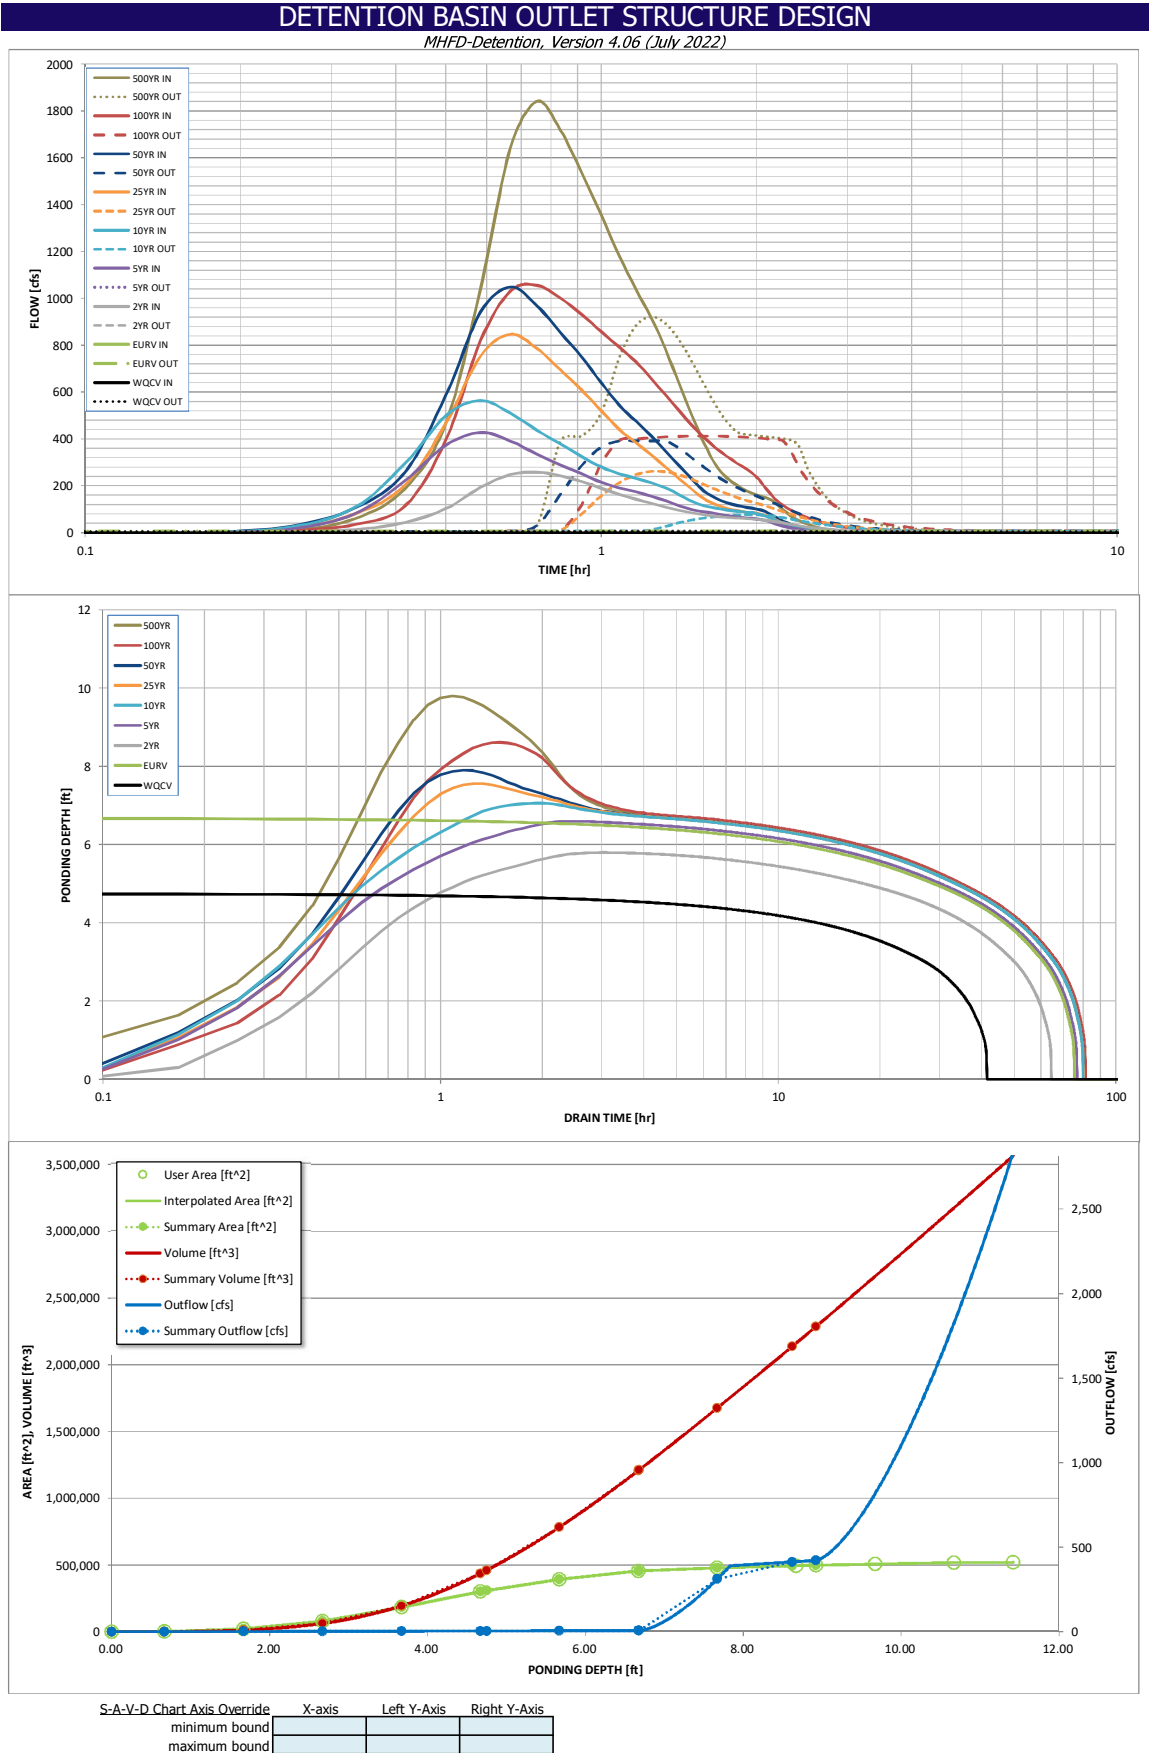 DETENTION BASIN OUTLET STRUCTURE DESIGN
MHFD-Detention, Version 4.06 (July 2022)
2000
1800
1600
1400
1200
1000
800
600
400
200
0
FLOW [cfs]
500YR IN
500YR OUT
100YR IN
100YR OUT
50YR IN
50YR OUT
25YR IN
25YR OUT
10YR IN
10YR OUT
5YR IN
5YR OUT
2YR IN
2YR OUT
EURV IN
EURV OUT
WQCV IN
WQCV OUT
0.1 1 10
TIME [hr]
12
10
8
6
4
2
0
PONDING DEPTH [ft]
500YR
100YR
50YR
25YR
10YR
5YR
2YR
EURV
WQCV
0.1 1 10 100
DRAIN TIME [hr]
3,500,000
3,000,000
2,500,000
2,000,000
1,500,000
1,000,000
500,000
0
AREA [ft^2], VOLUME [ft^3]
User Area [ft^2]
Interpolated Area [ft^2]
Summary Area [ft^2]
Volume [ft^3]
Summary Volume [ft^3]
Outflow [cfs]
Summary Outflow [cfs]
2,500
2,000
1,500
1,000
500
0
OUTFLOW [cfs]
0.00 2.00 4.00 6.00 8.00 10.00 12.00
PONDING DEPTH [ft]
S-A-V-D Chart Axis Override X-axis Left Y-Axis Right Y-Axis
minimum bound
maximum bound